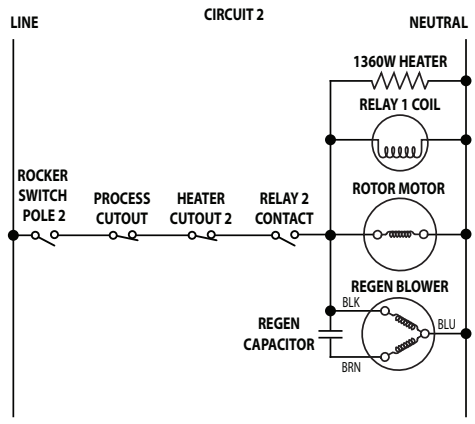 CIRCUIT 2
LINE
NEUTRAL
1360W HEATER
RELAY 1 COIL
ROCKER
SWITCH
POLE 2
PROCESS
CUTOUT
HEATER
CUTOUT 2
RELAY 2
CONTACT
ROTOR MOTOR
REGEN BLOWER
BLK
BLU
REGEN
CAPACITOR
BRN